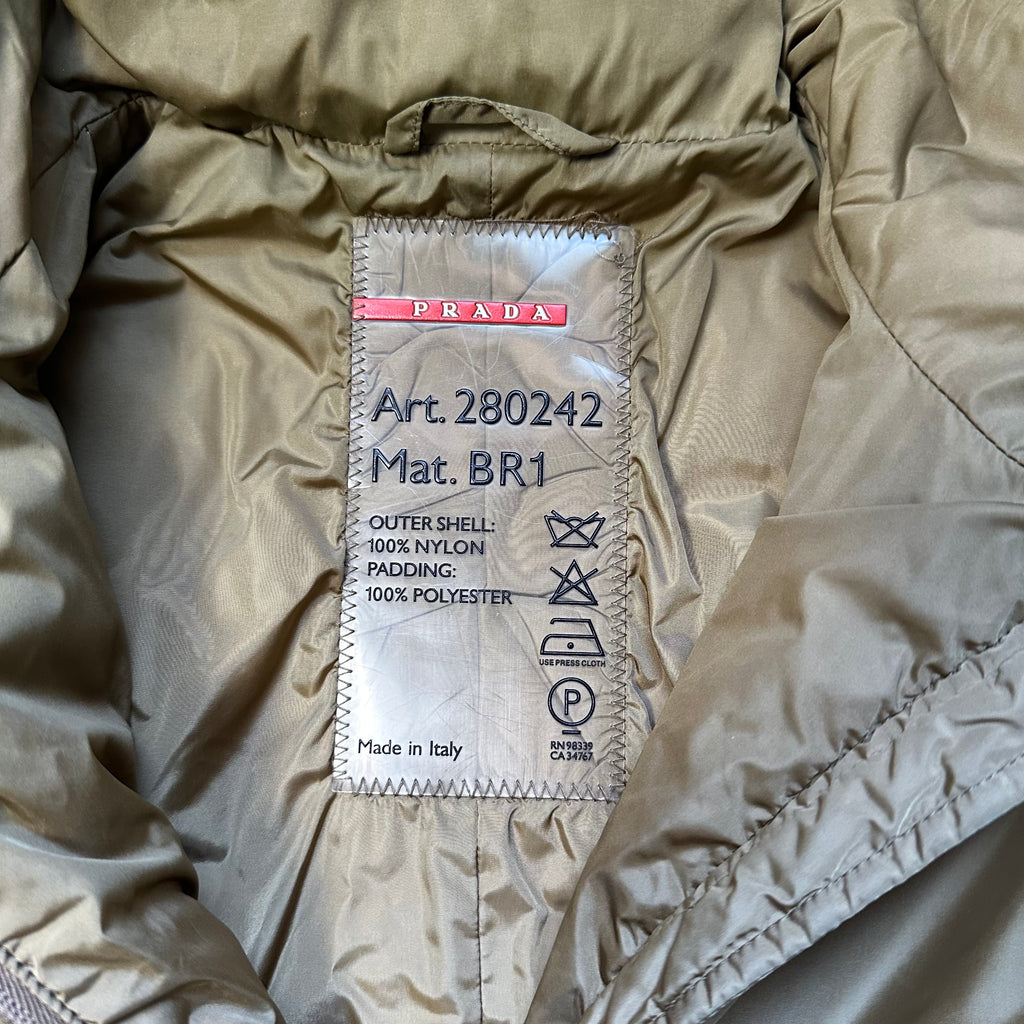 PRADA
Art. 280242
Mat. BR1
OUTER SHELL:
100% NYLON
PADDING:
100% POLYESTER
USE PRESS CLOTH
P
Made in Italy
RN 98339
CA 34767